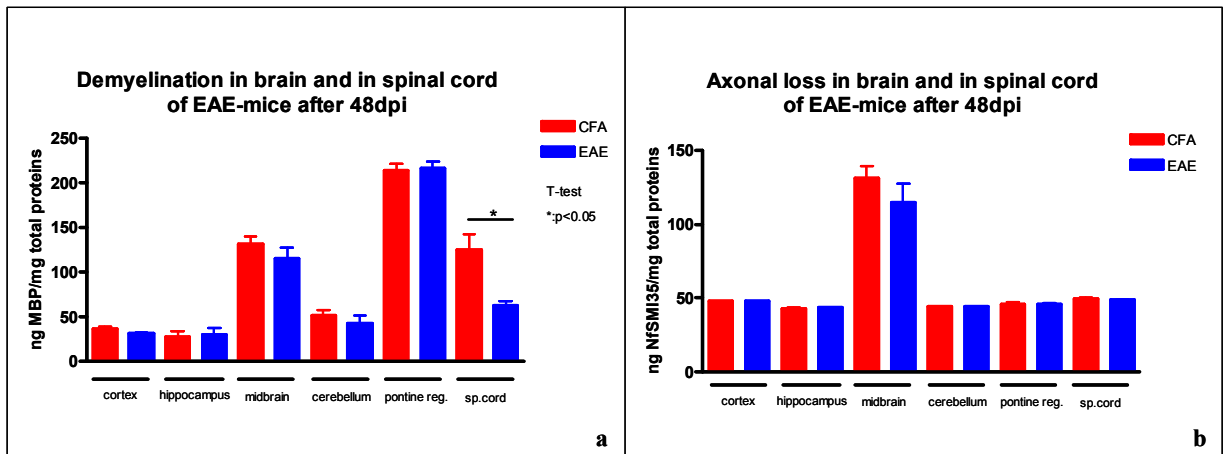 Demyelination in brain and in spinal cord
of EAE-mice after 48dpi
CFA
EAE
T-test
*:p<0.05
ng MBP/mg total proteins
250
200
150
100
50
0
*
cortex
hippocampus
midbrain
cerebellum
pontine reg.
sp.cord
a
Axonal loss in brain and in spinal cord
of EAE-mice after 48dpi
CFA
EAE
ng NfSMI35/mg total proteins
150
100
50
0
cortex
hippocampus
midbrain
cerebellum
pontine reg.
sp.cord
b